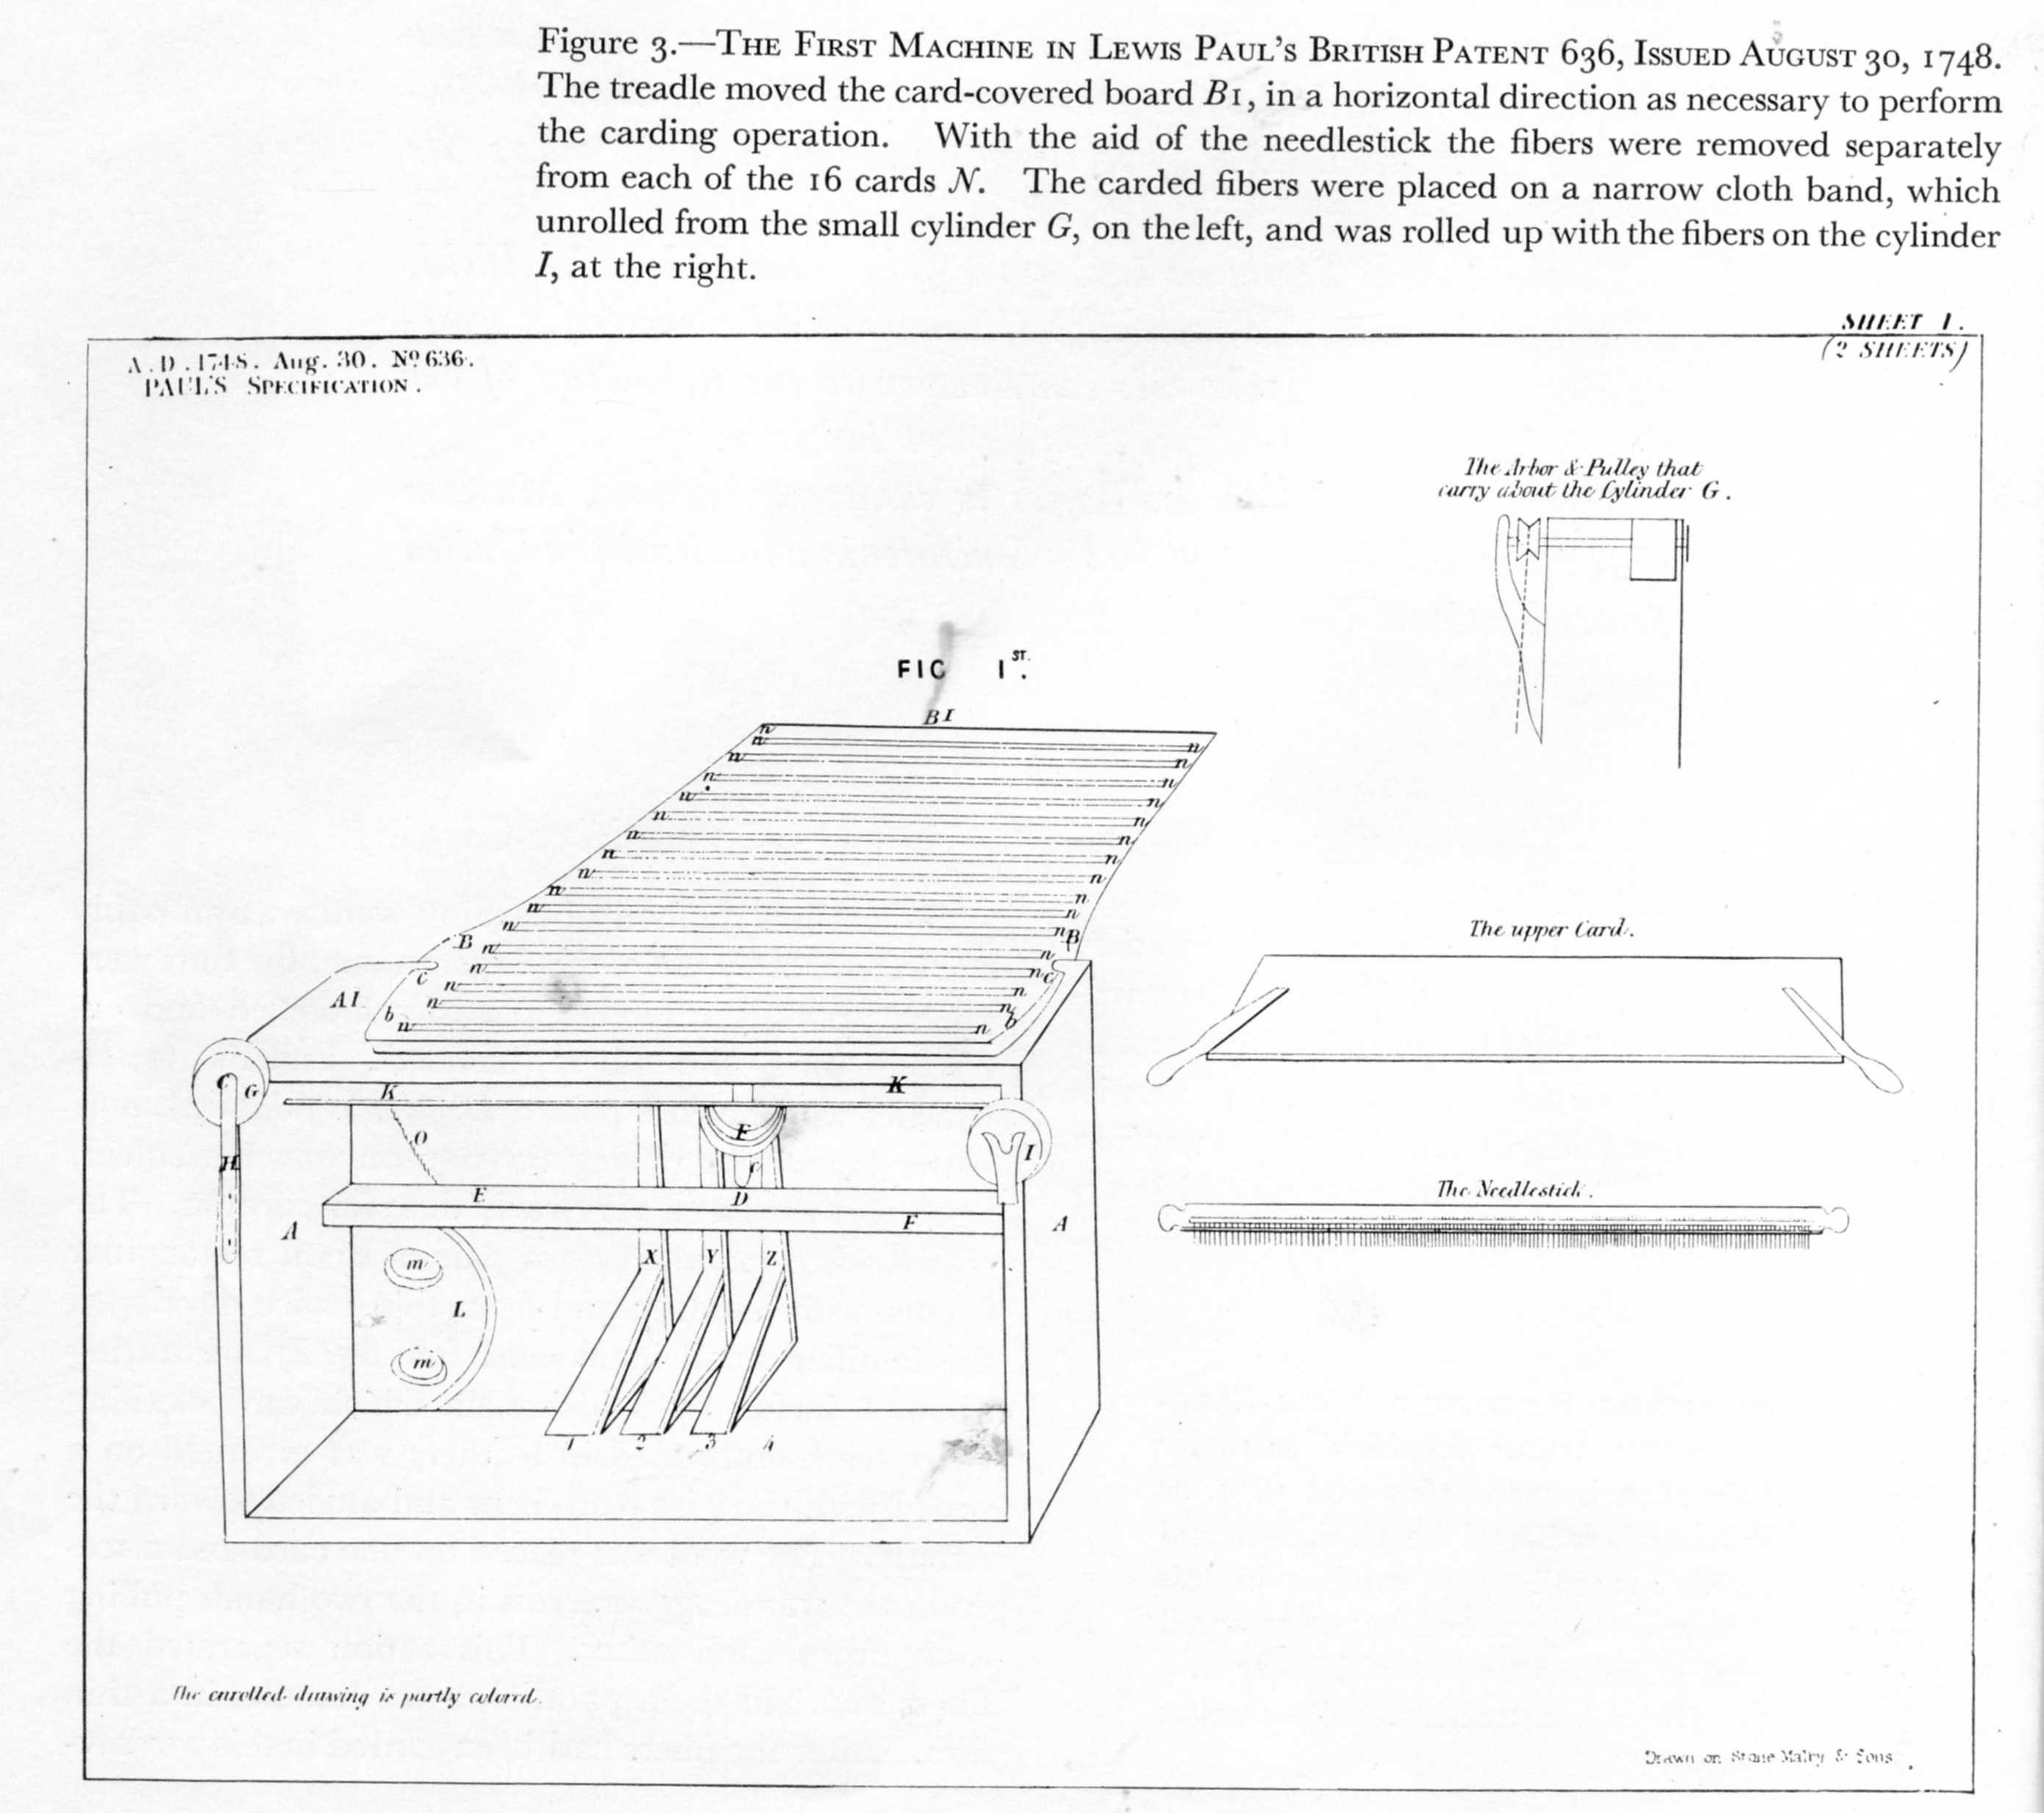 Figure 3.—The First Machine in Lewis Paul's British Patent 636, Issued August 30, 1748.
The treadle moved the card-covered board B1, in a horizontal direction as necessary to perform
the carding operation. With the aid of the needlestick the fibers were removed separately
from each of the 16 cards N. The carded fibers were placed on a narrow cloth band, which
unrolled from the small cylinder G, on the left, and was rolled up with the fibers on the cylinder
I, at the right.
SHEET 1.
(2 SHEETS)
A.D. 1748. Aug. 30. No 636.
PAUL'S SPECIFICATION.
The Arbor & Pulley that
carry about the Cylinder G.
FIG 1ST.
B1
n
n n
n n
n n
n n
n n
n n
n n
n n
n n
n n
n n
B n n B
n n
c n n c
A1
n n
b n n b
C G K K
O F I
H c
E D
A F A
m X Y Z
L
m
1 2 3 4
The upper Card.
The Needlestick.
The enrolled drawing is partly colored.
Drawn on Stone Malby & Sons.